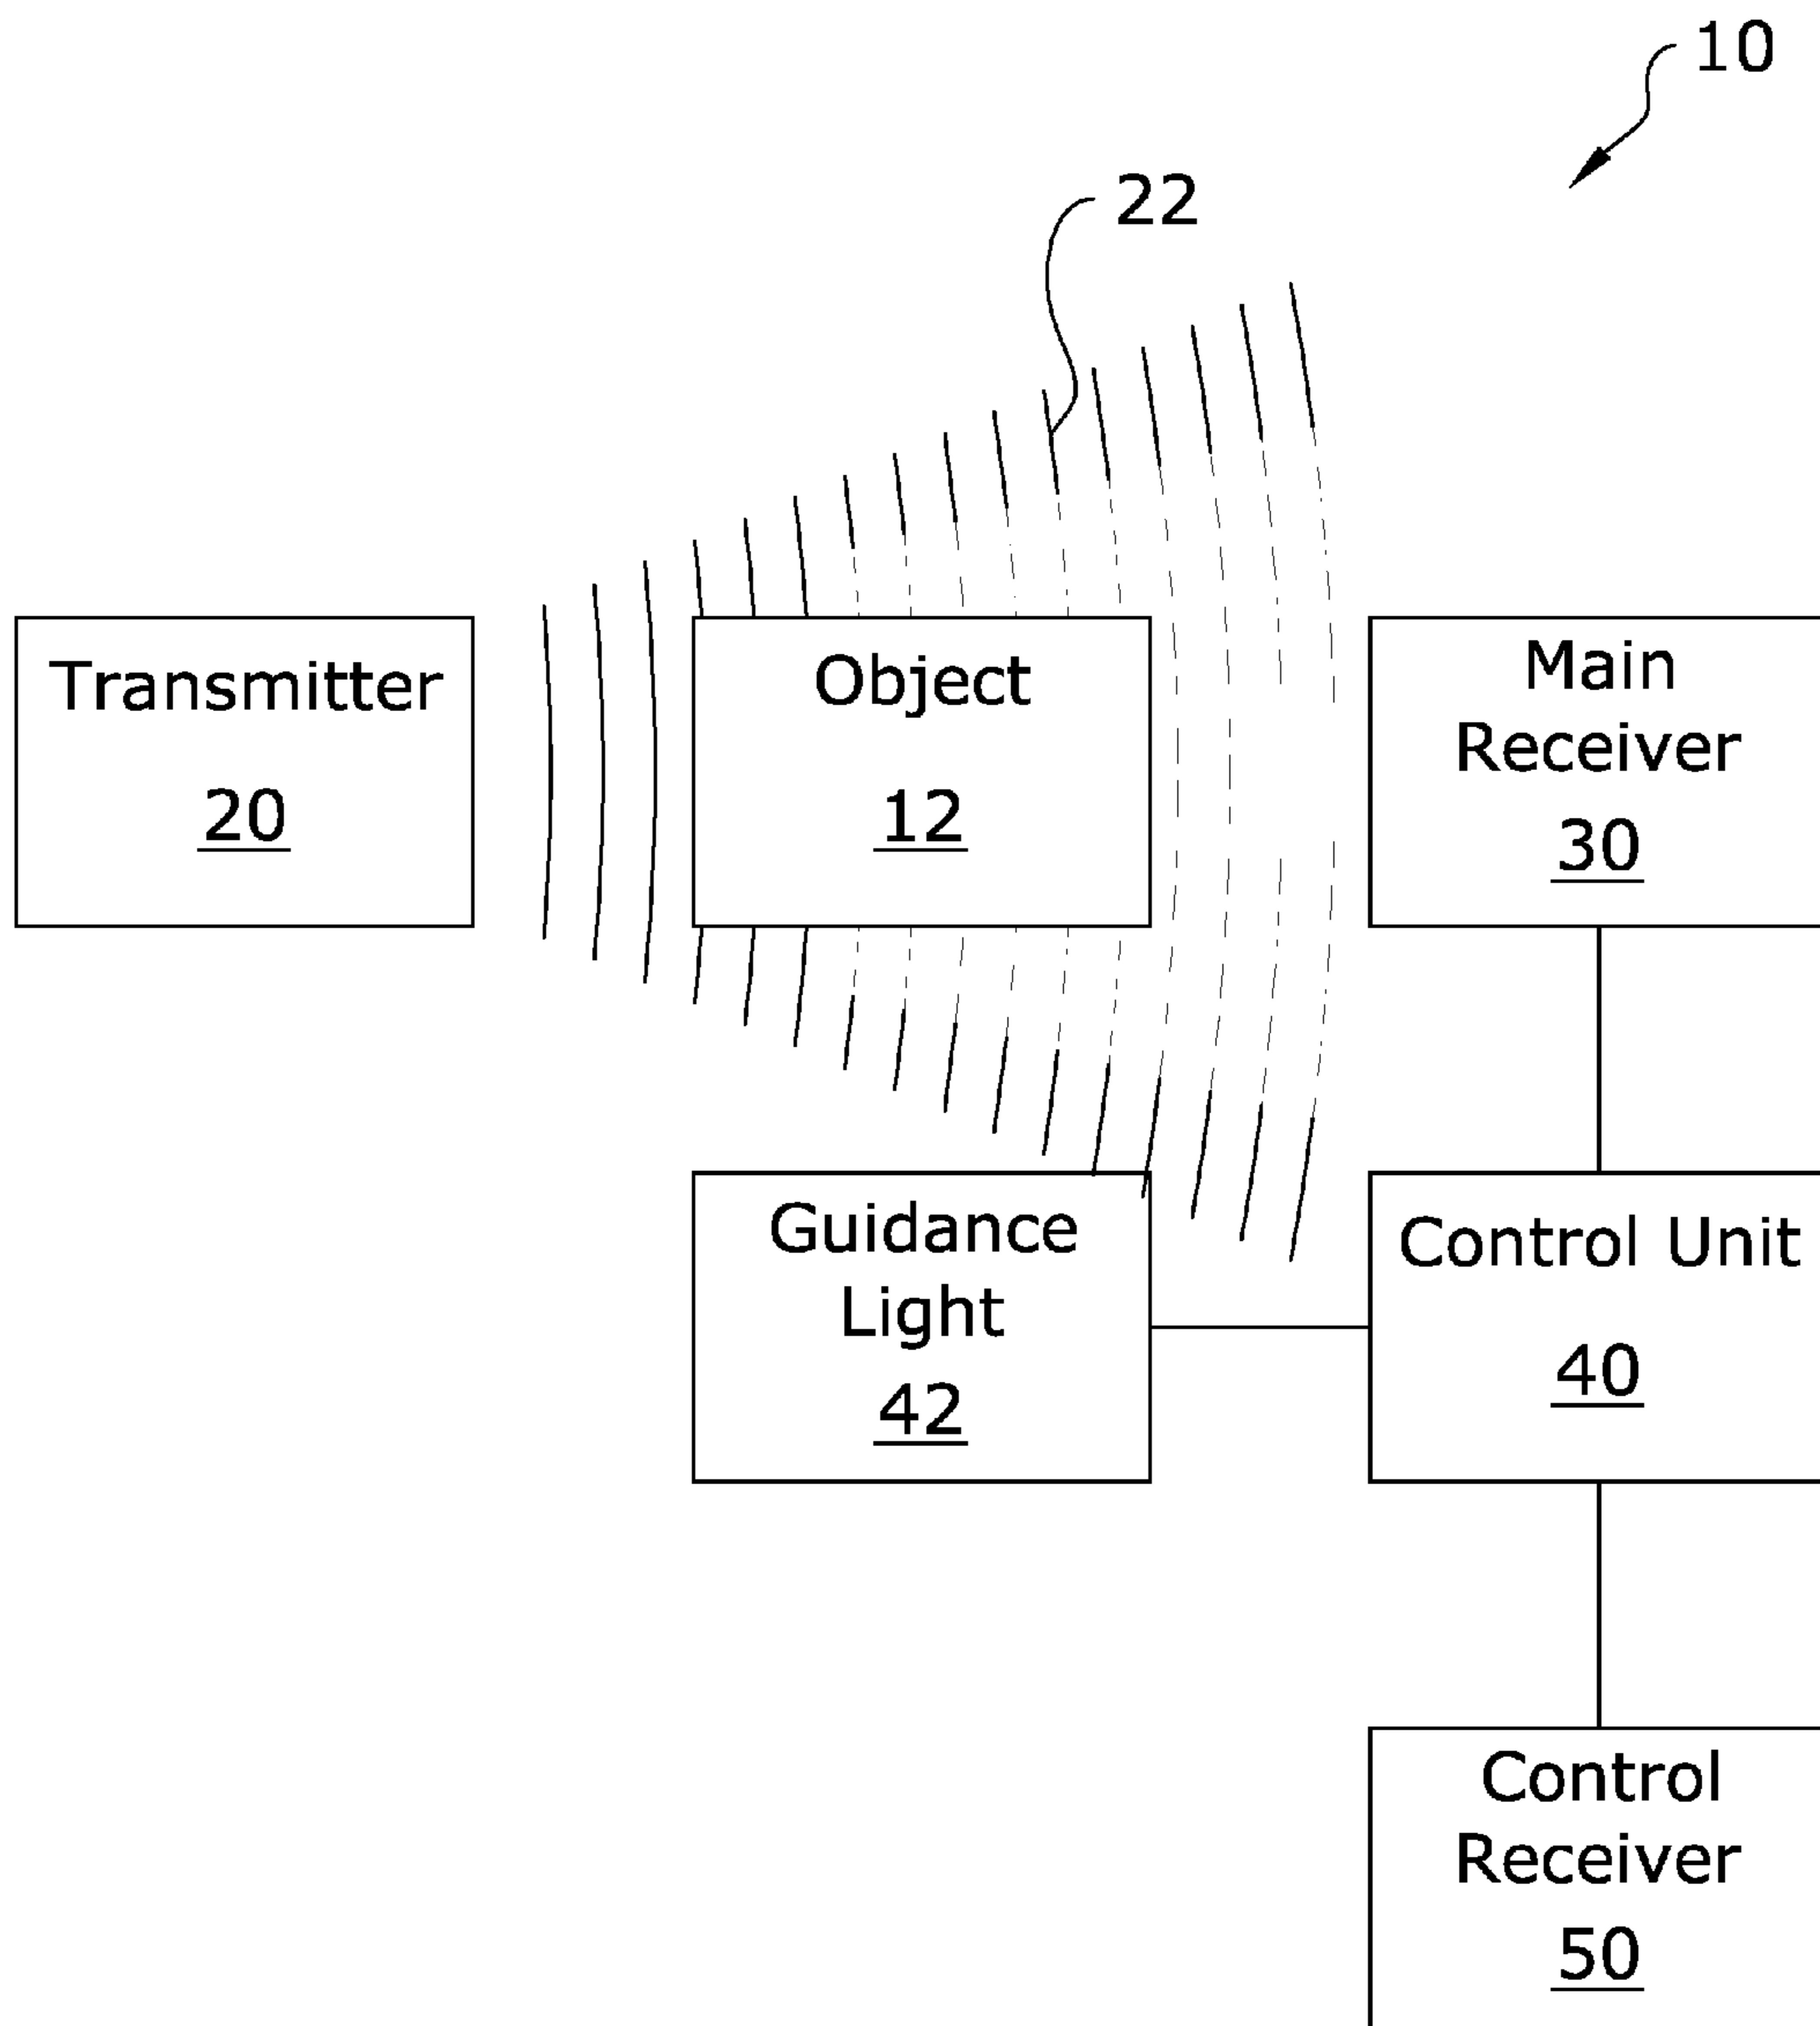 10
22
Transmitter
20
Object
12
Main
Receiver
30
Guidance
Light
42
Control Unit
40
Control
Receiver
50